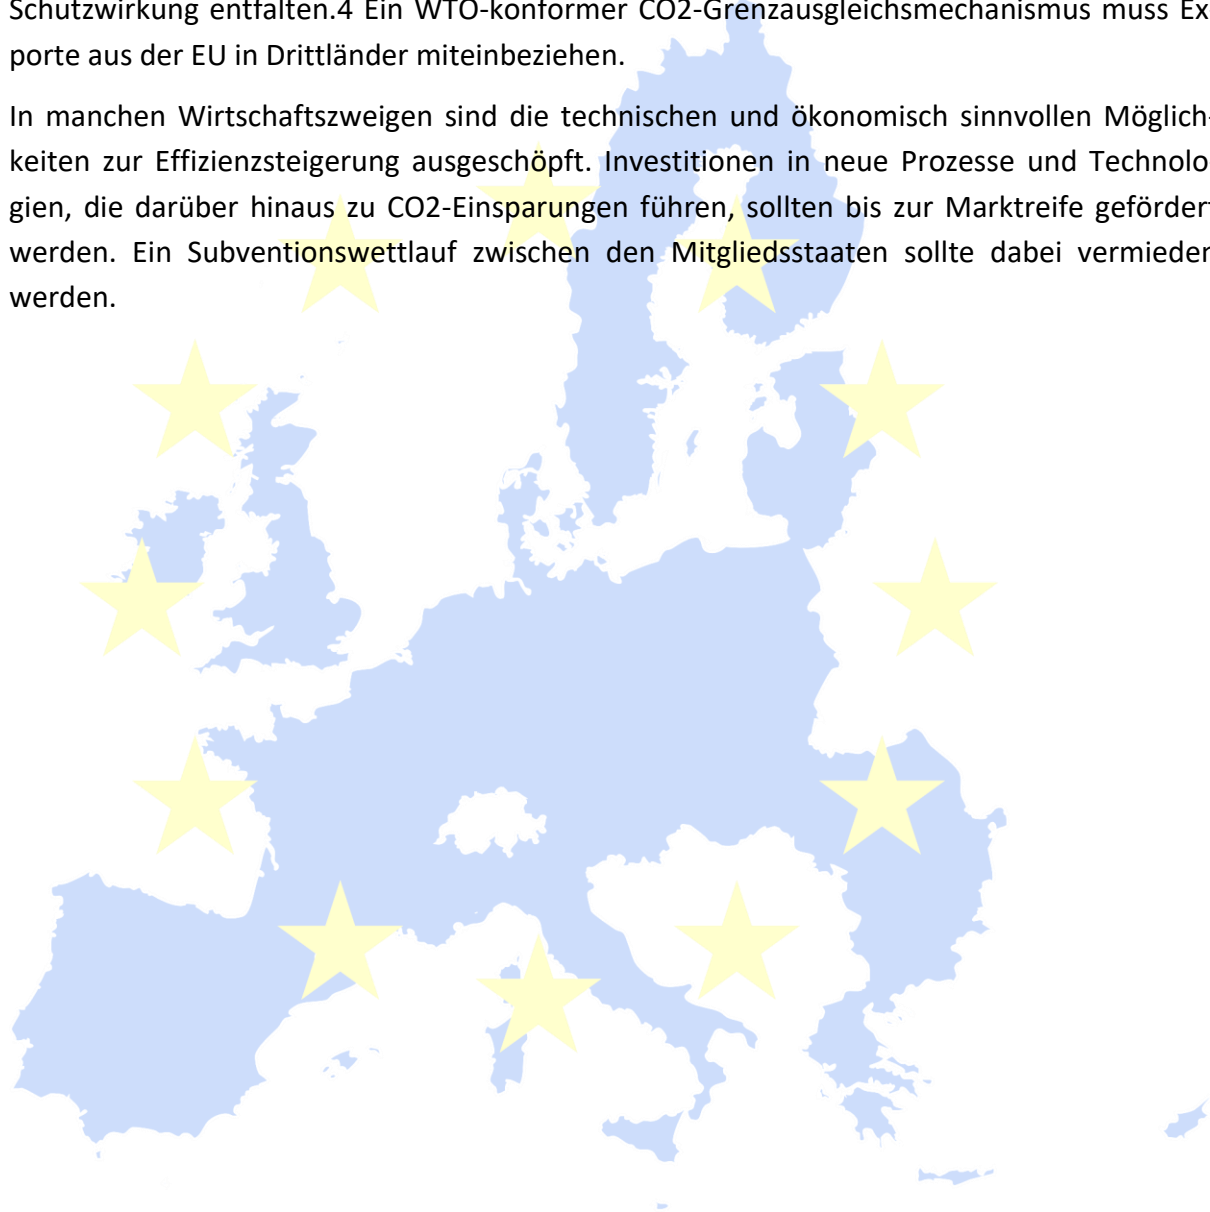 Schutzwirkung entfalten.4 Ein WTO-konformer CO2-Grenzausgleichsmechanismus muss Ex-
porte aus der EU in Drittländer miteinbeziehen.
In manchen Wirtschaftszweigen sind die technischen und ökonomisch sinnvollen Möglich-
keiten zur Effizienzsteigerung ausgeschöpft. Investitionen in neue Prozesse und Technolo-
gien, die darüber hinaus zu CO2-Einsparungen führen, sollten bis zur Marktreife gefördert
werden. Ein Subventionswettlauf zwischen den Mitgliedsstaaten sollte dabei vermieden
werden.